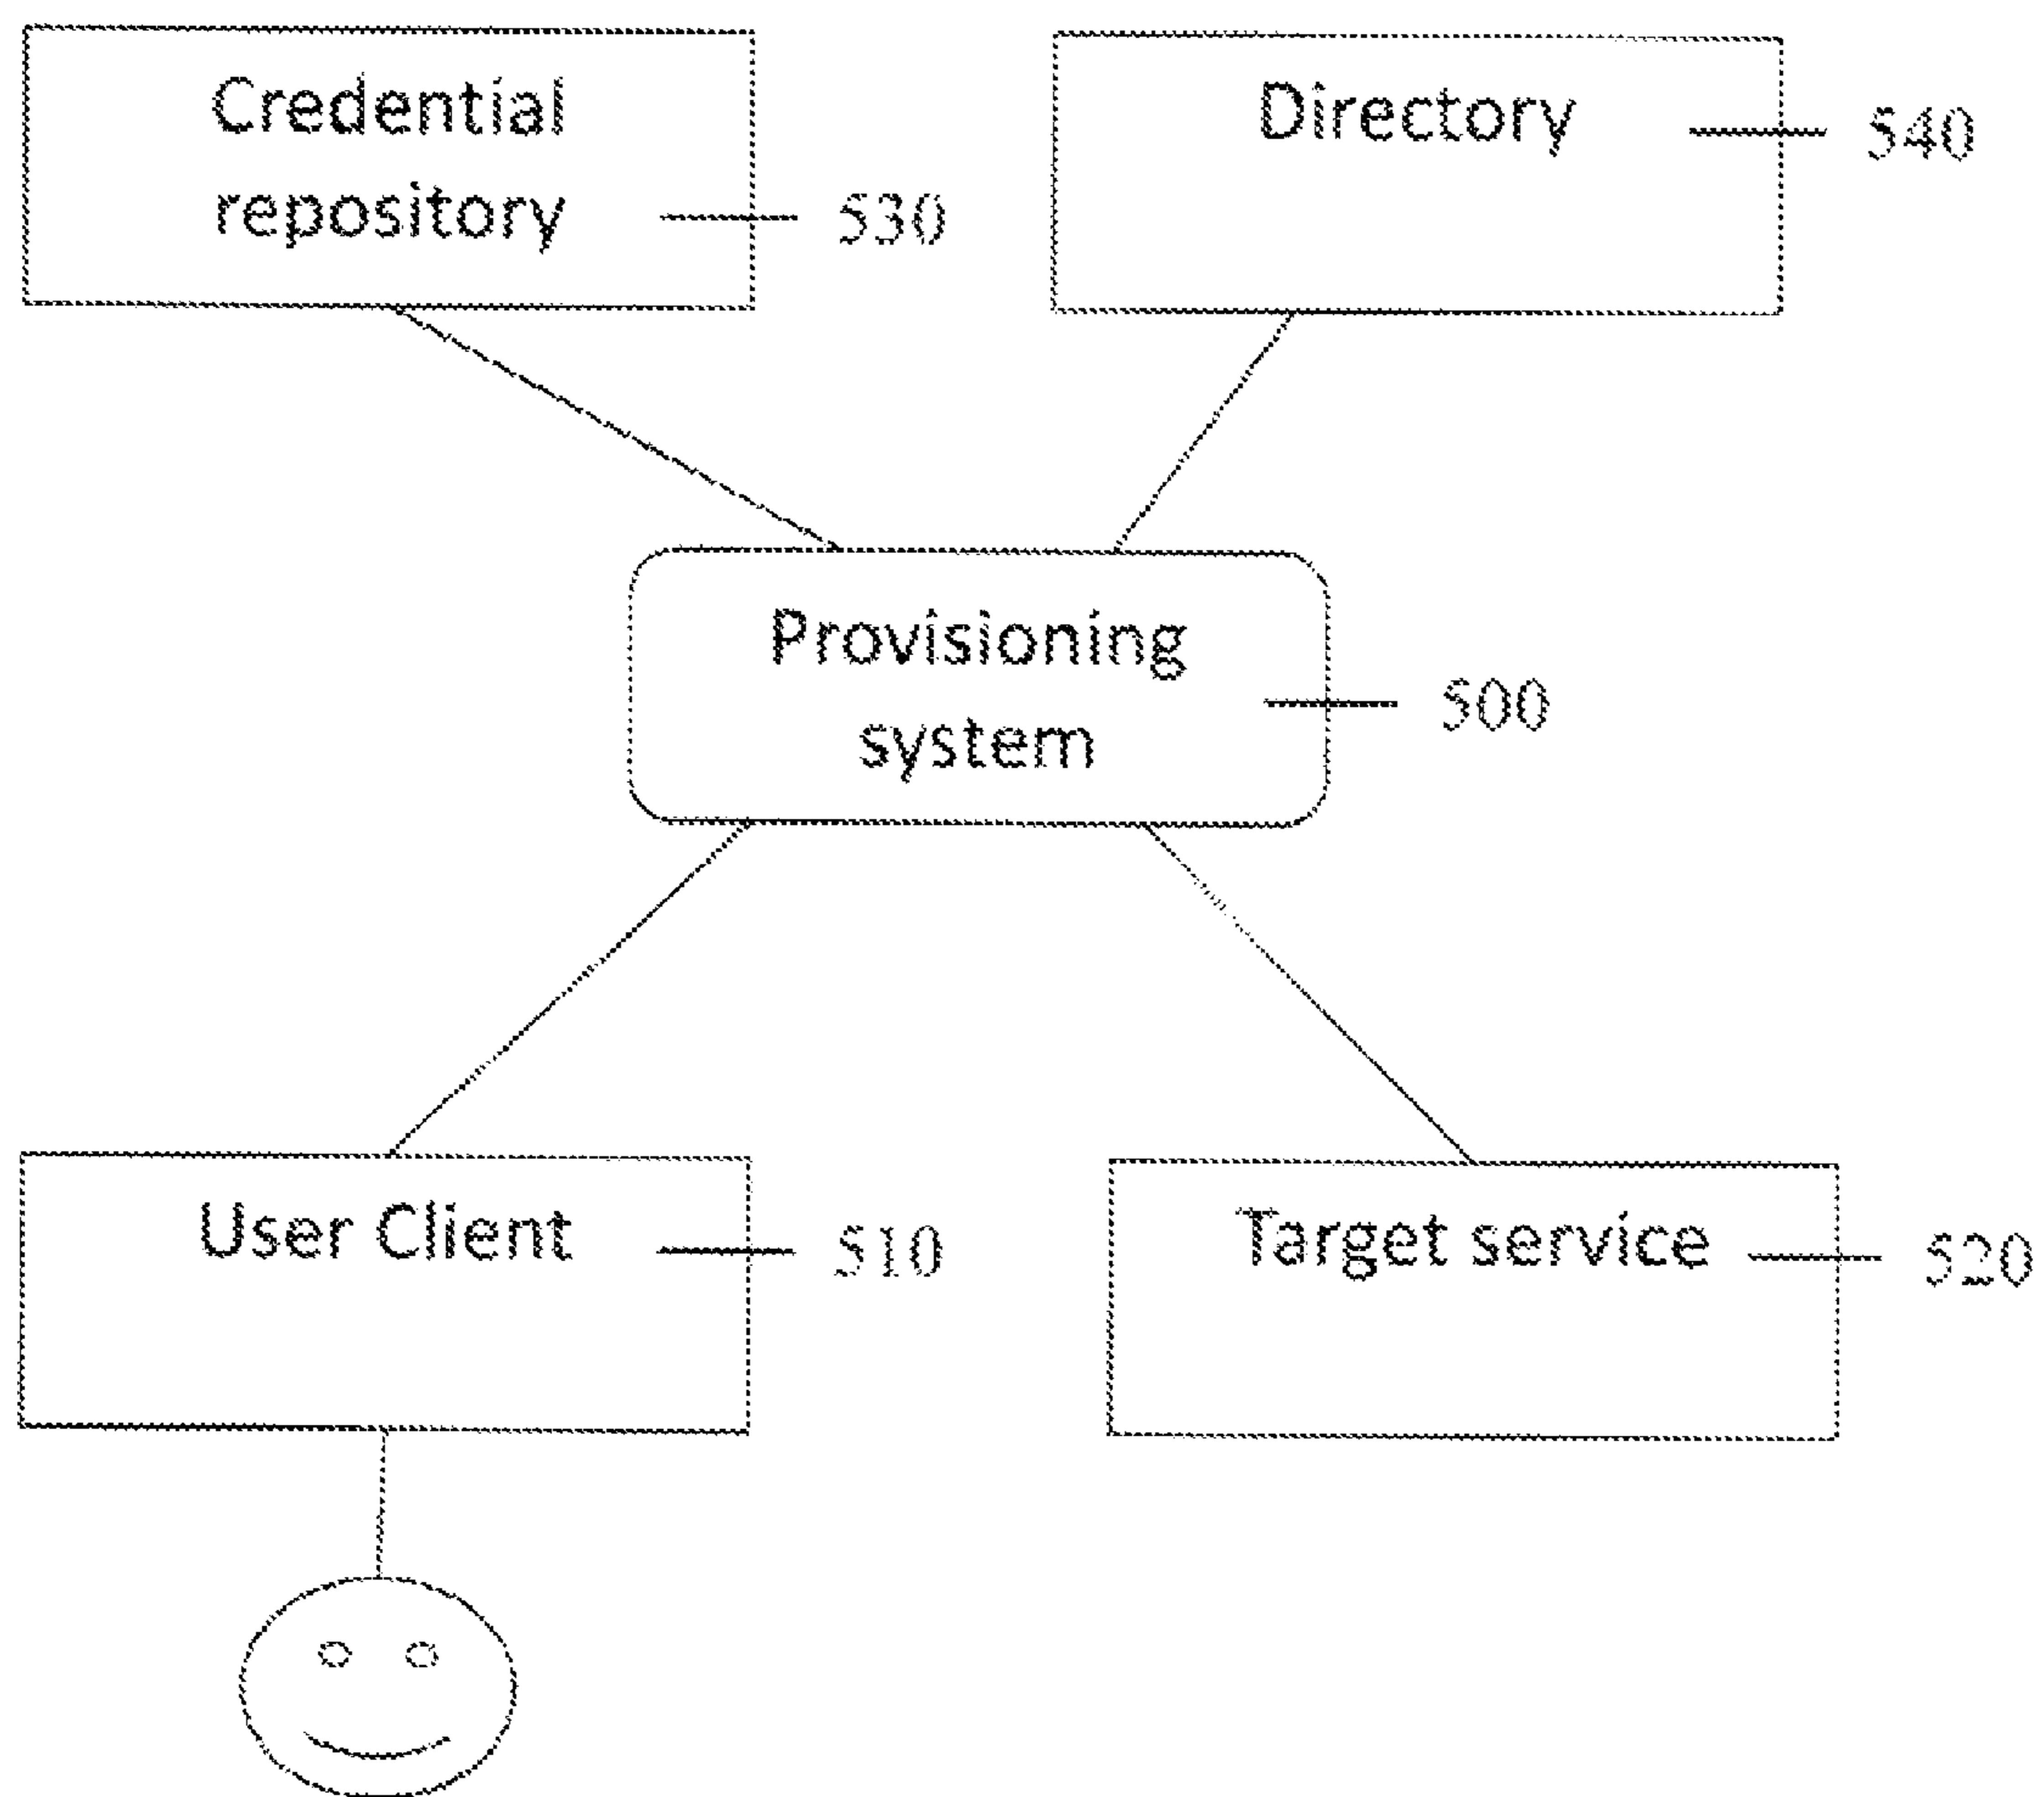 Credential
repository
530
Directory
540
Provisioning
system
500
User Client
510
Target service
520